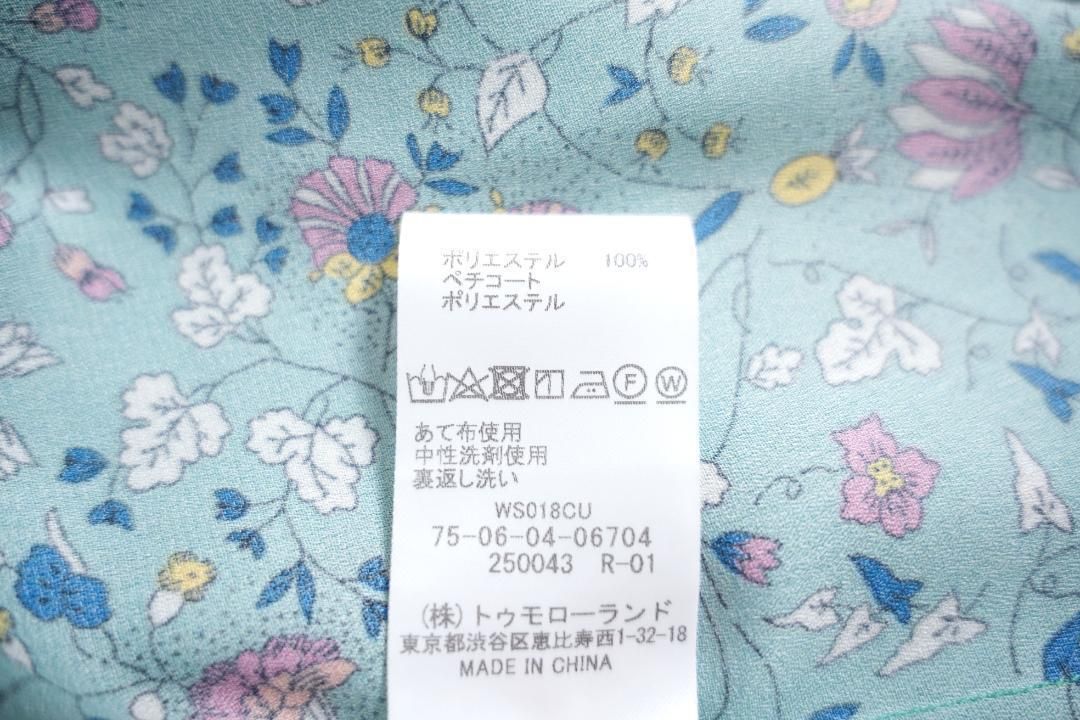 ポリエステル 100%
ペチコート
ポリエステル
F W
あて布使用
中性洗剤使用
裏返し洗い
WS018CU
75-06-04-06704
250043 R-01
(株)トゥモローランド
東京都渋谷区恵比寿西1-32-18
MADE IN CHINA